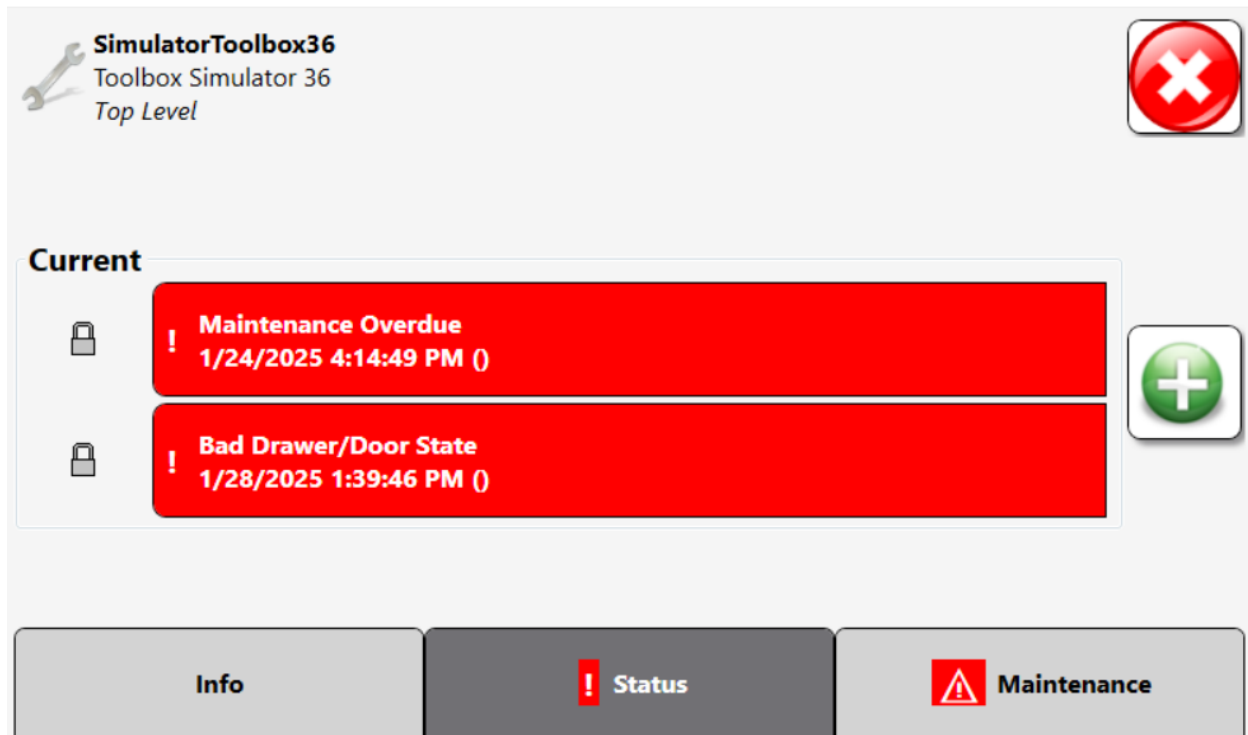 SimulatorToolbox36
Toolbox Simulator 36
Top Level
Current
! Maintenance Overdue
1/24/2025 4:14:49 PM ()
! Bad Drawer/Door State
1/28/2025 1:39:46 PM ()
Info
! Status
Maintenance